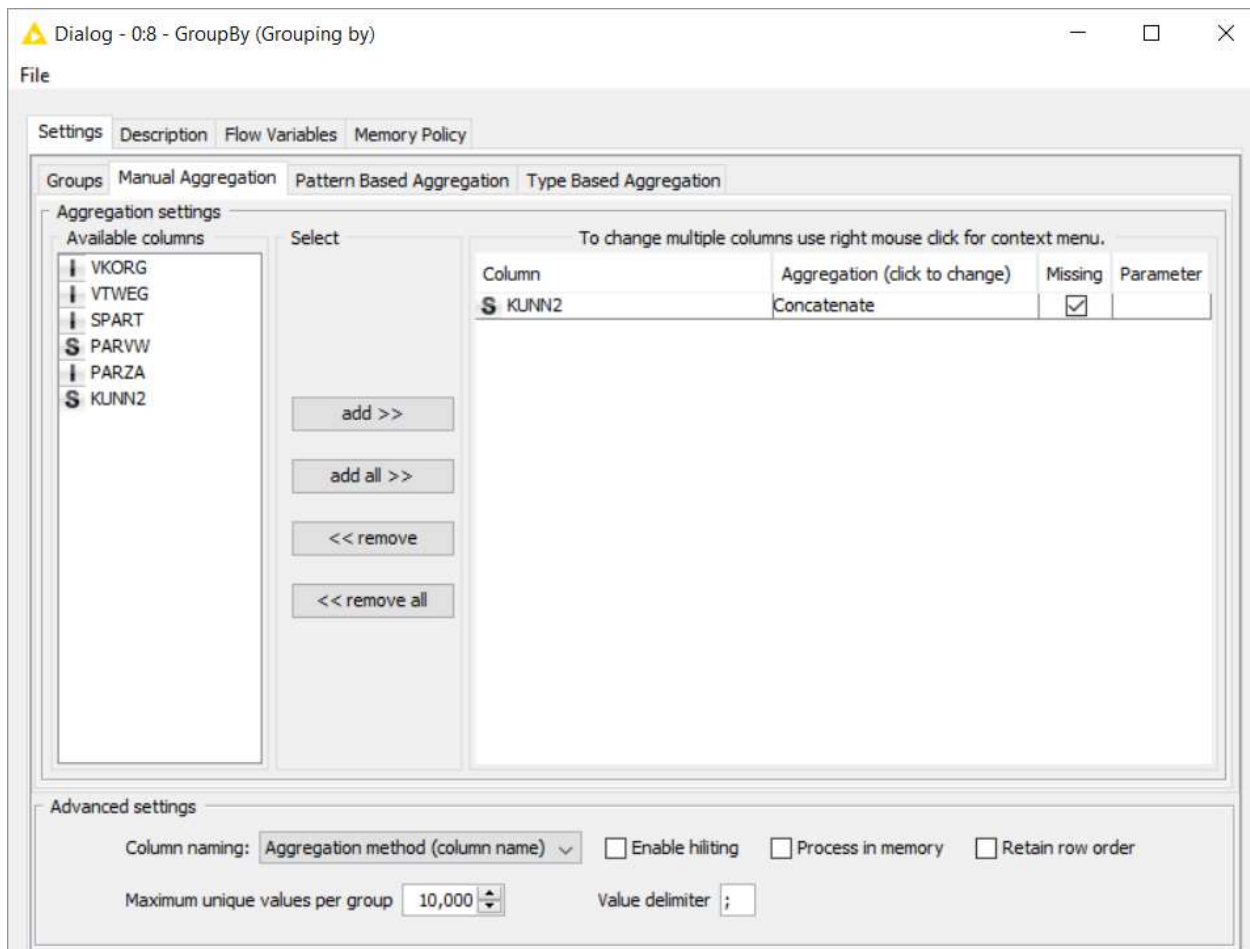 Dialog - 0:8 - GroupBy (Grouping by)
File
Settings Description Flow Variables Memory Policy
Groups Manual Aggregation Pattern Based Aggregation Type Based Aggregation
Aggregation settings
Available columns
I VKORG
I VTWEG
I SPART
S PARVW
I PARZA
S KUNN2
Select
add >>
add all >>
<< remove
<< remove all
To change multiple columns use right mouse click for context menu.
Column Aggregation (click to change) Missing Parameter
S KUNN2 Concatenate
Advanced settings
Column naming: Aggregation method (column name) Enable hiliting Process in memory Retain row order
Maximum unique values per group 10,000 Value delimiter ;